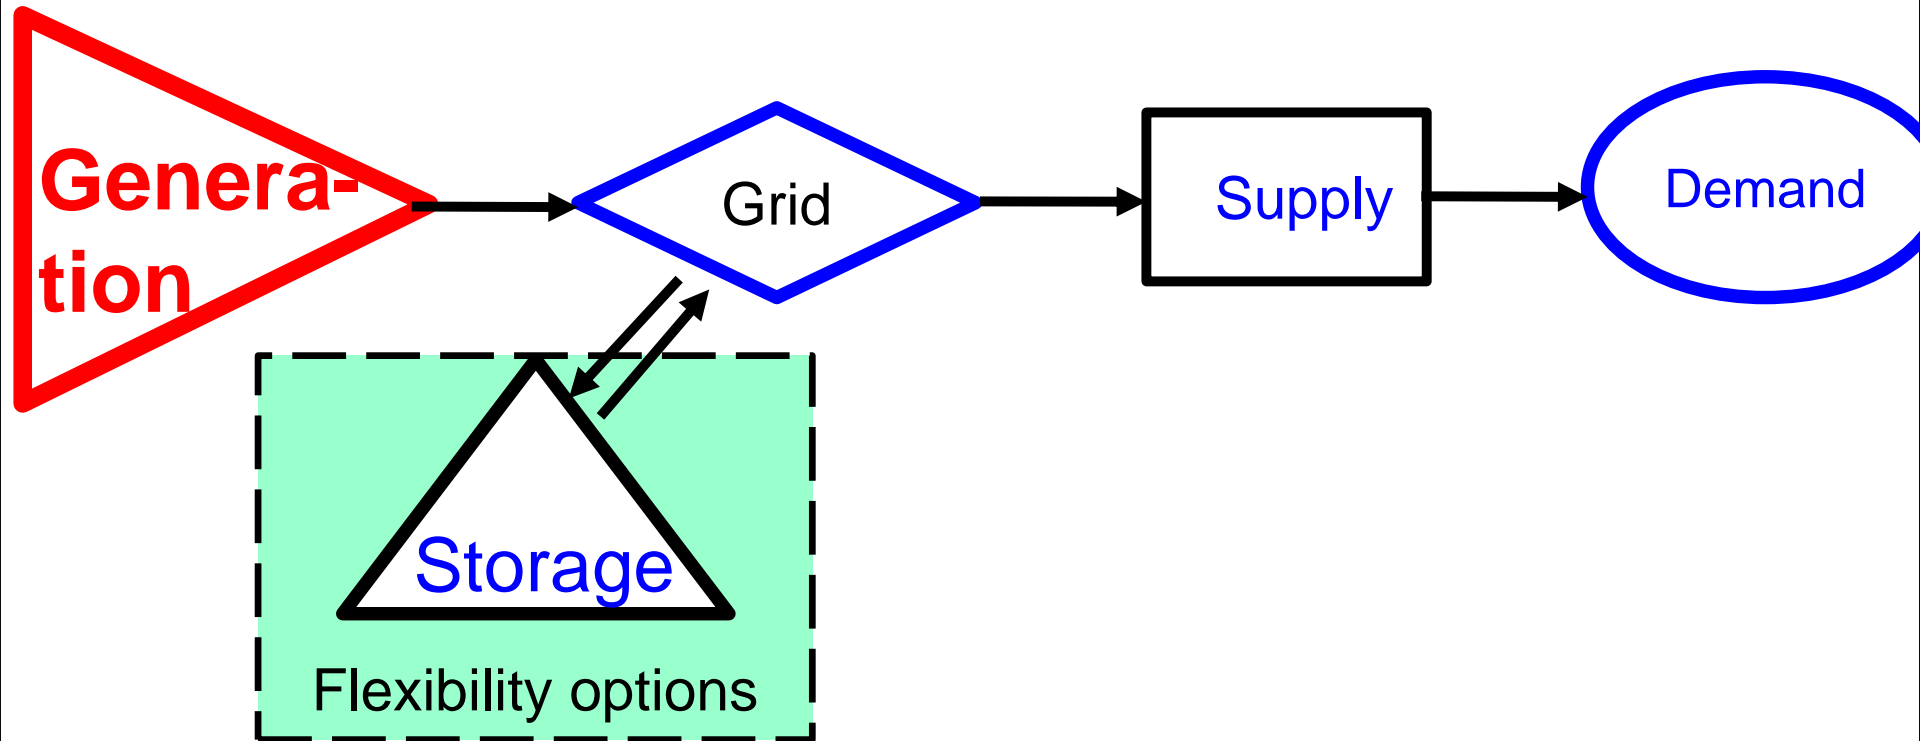 Genera-
tion
Grid
Supply
Demand
Storage
Flexibility options